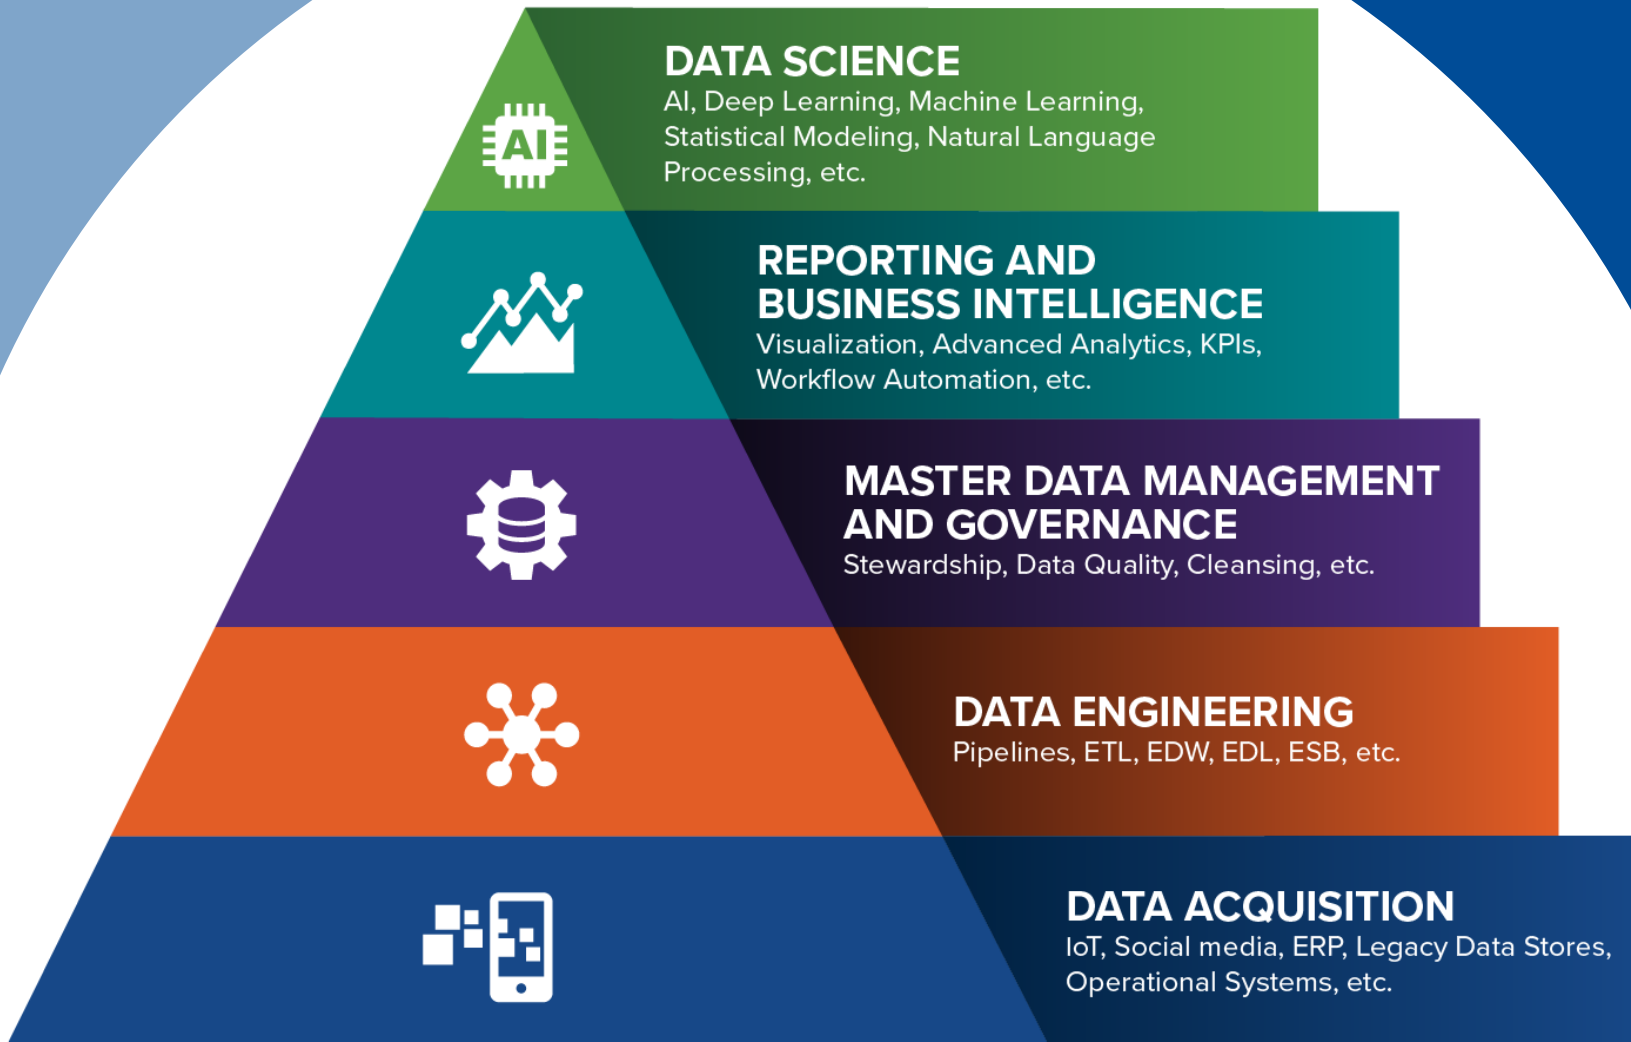 DATA SCIENCE
AI, Deep Learning, Machine Learning,
Statistical Modeling, Natural Language
Processing, etc.
AI
REPORTING AND
BUSINESS INTELLIGENCE
Visualization, Advanced Analytics, KPIs,
Workflow Automation, etc.
MASTER DATA MANAGEMENT
AND GOVERNANCE
Stewardship, Data Quality, Cleansing, etc.
DATA ENGINEERING
Pipelines, ETL, EDW, EDL, ESB, etc.
DATA ACQUISITION
IoT, Social media, ERP, Legacy Data Stores,
Operational Systems, etc.